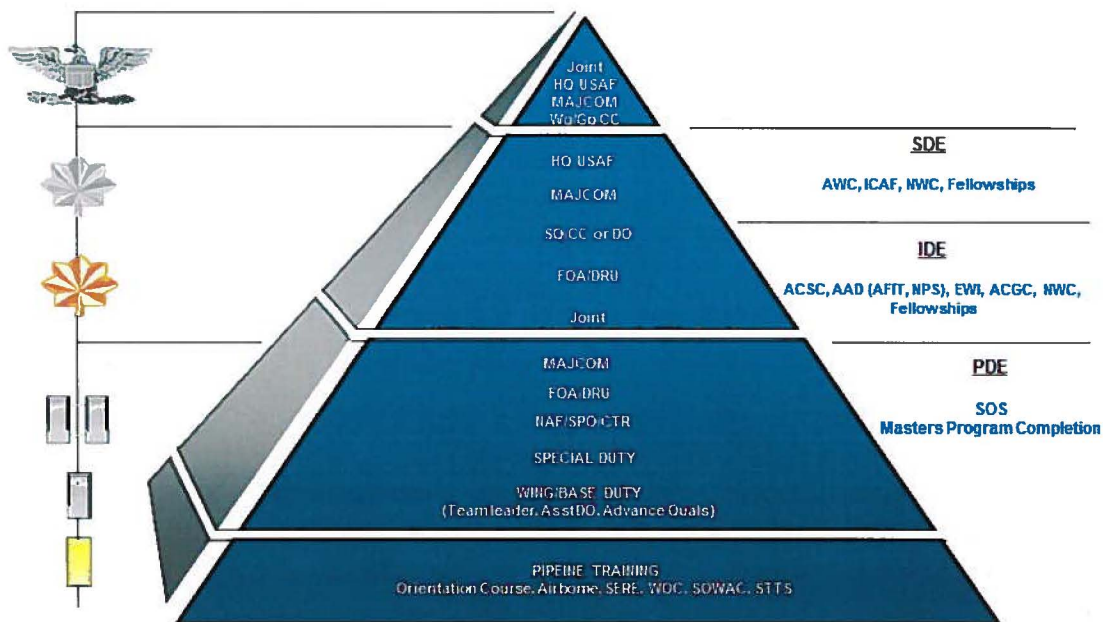 Joint
HQ USAF
MAJCOM
Wg/Gp CC
HQ USAF
MAJCOM
SQ/CC or DO
FOA/DRU
Joint
SDE
AWC, ICAF, NWC, Fellowships
IDE
ACSC, AAD (AFIT, NPS), EWI, ACGC, NWC,
Fellowships
MAJCOM
FOA/DRU
NAF/SPO/CTR
SPECIAL DUTY
WING/BASE DUTY
(Team leader, Asst DO, Advance Quals)
PDE
SOS
Masters Program Completion
PIPEINE TRAINING
Orientation Course, Airborne, SERE, WOC, SOWAC, STTS